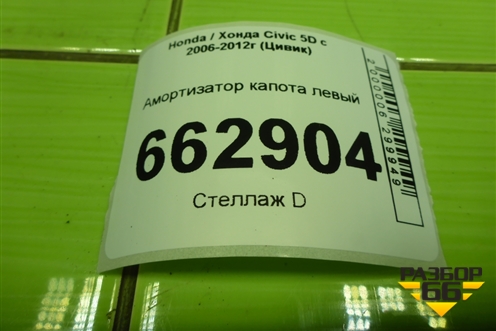 Honda / Хонда Civic 5D с
2006-2012г (Цивик)
Амортизатор капота левый
662904
Стеллаж D
2000006299949
РАЗБОР
66